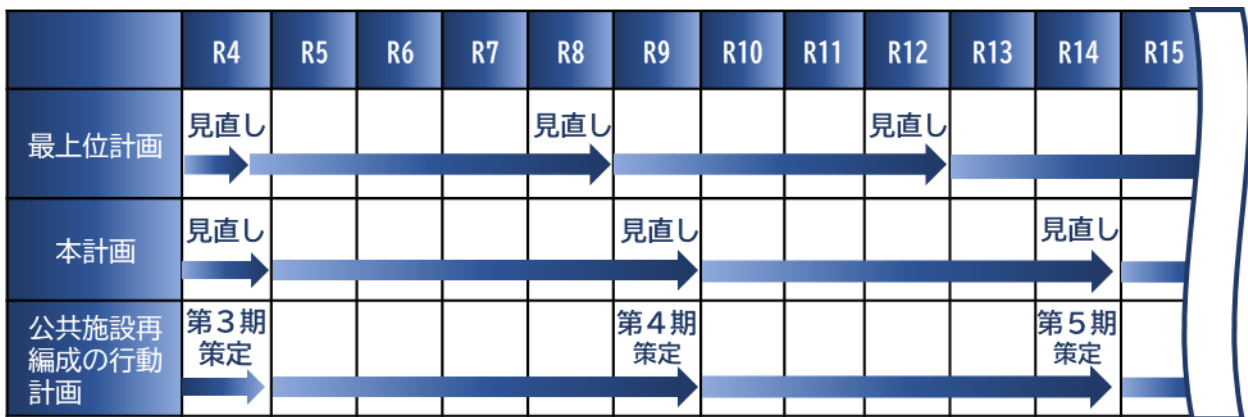 R4 R5 R6 R7 R8 R9 R10 R11 R12 R13 R14 R15
最上位計画 見直し 見直し 見直し
本計画 見直し 見直し 見直し
公共施設再
編成の行動
計画
第３期
策定
第４期
策定
第５期
策定